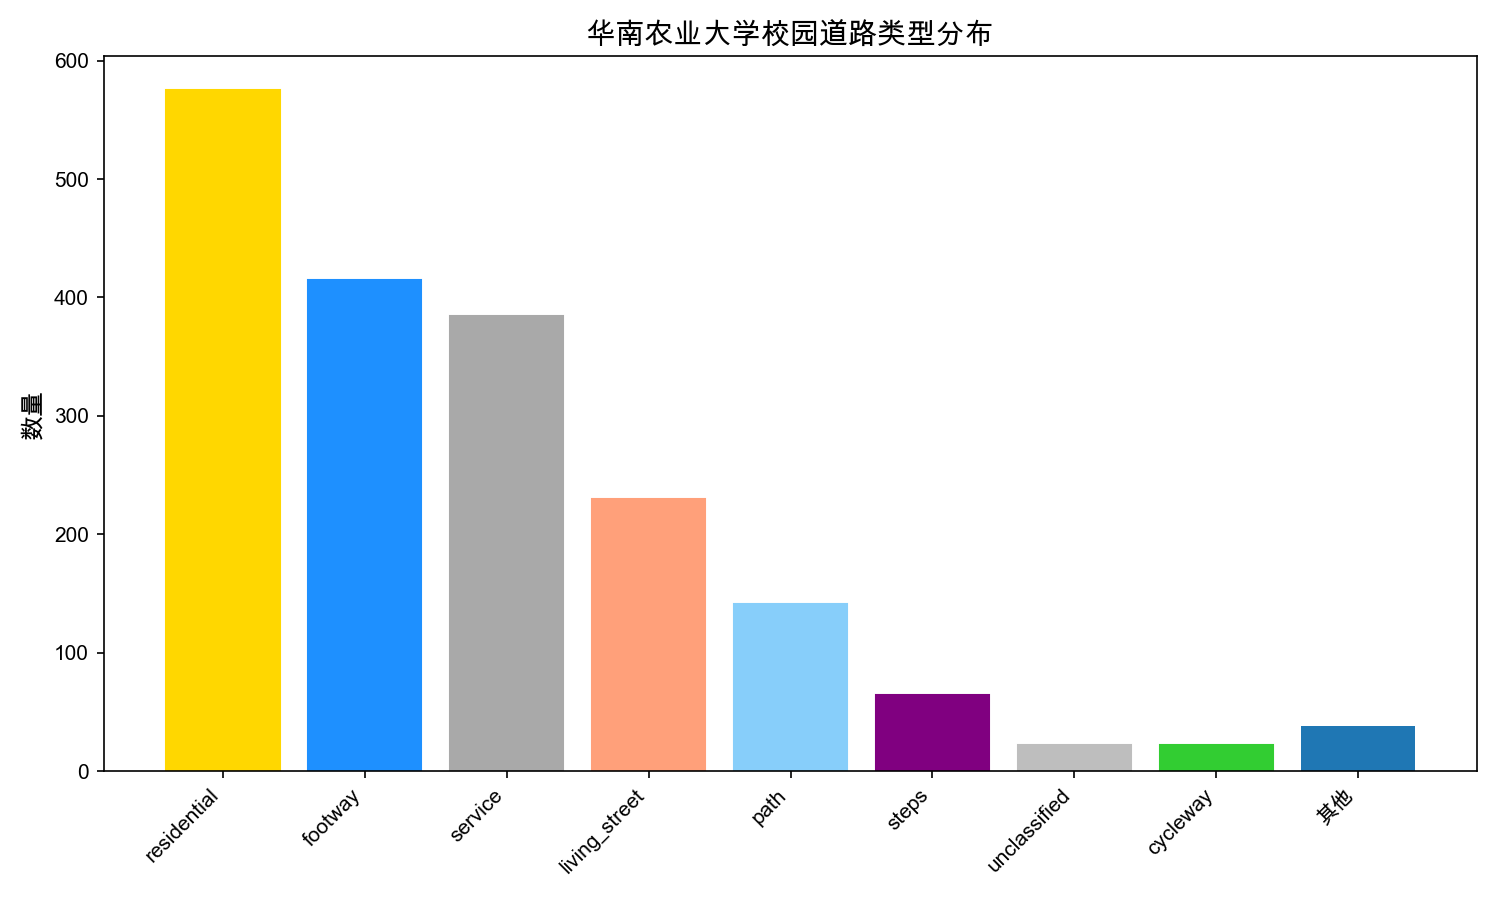 华南农业大学校园道路类型分布
数量
600
500
400
300
200
100
0
residential
footway
service
living_street
path
steps
unclassified
cycleway
其他